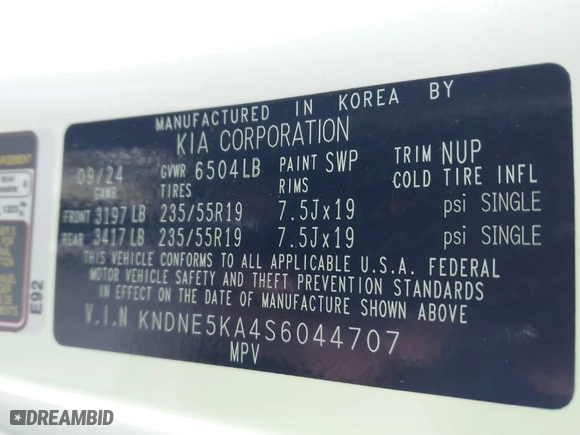 MANUFACTURED IN KOREA BY
KIA CORPORATION
09/24 GVWR 6504LB PAINT SWP TRIM NUP
GAWR TIRES RIMS COLD TIRE INFL
FRONT 3197 LB 235/55R19 7.5Jx19 psi SINGLE
REAR 3417 LB 235/55R19 7.5Jx19 psi SINGLE
THIS VEHICLE CONFORMS TO ALL APPLICABLE U.S.A. FEDERAL
MOTOR VEHICLE SAFETY AND THEFT PREVENTION STANDARDS
IN EFFECT ON THE DATE OF MANUFACTURE SHOWN ABOVE
V.I.N KNDNE5KA4S6044707
MPV
E92
DREAMBID